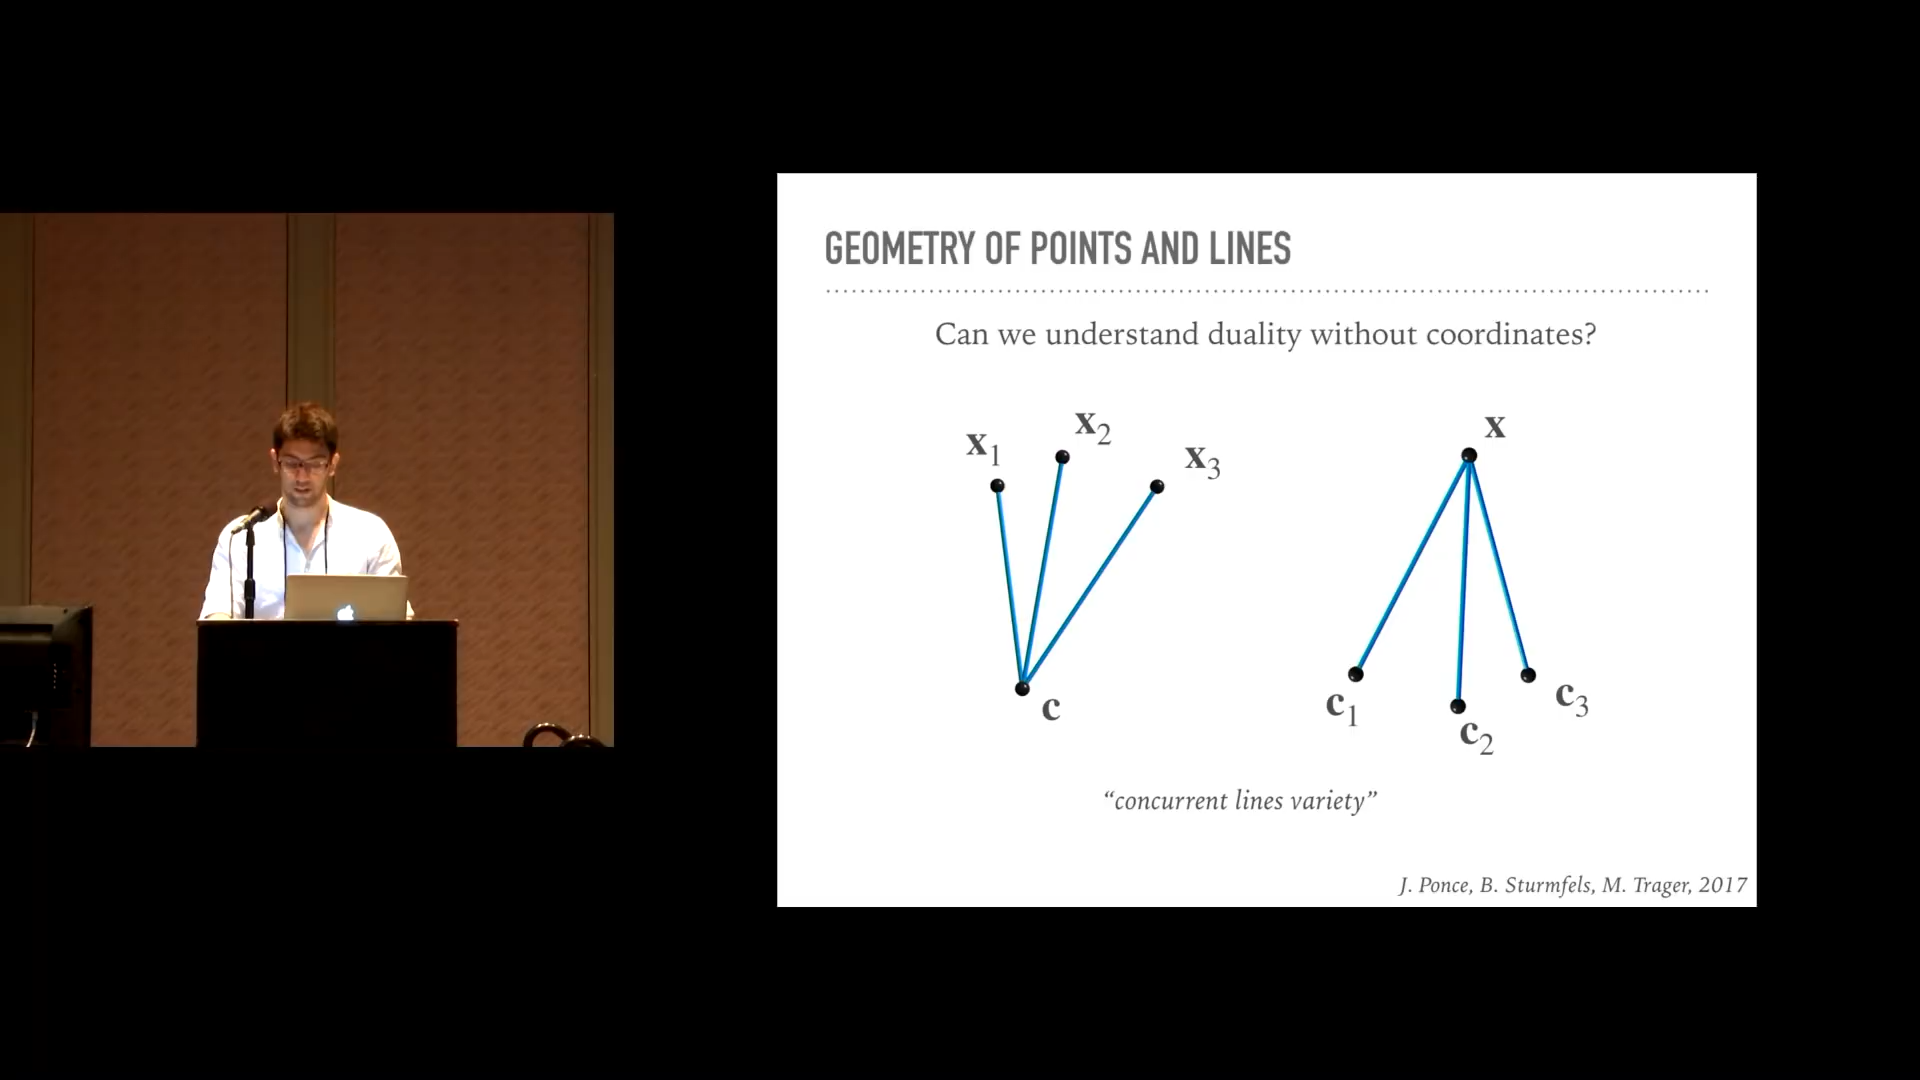 GEOMETRY OF POINTS AND LINES
Can we understand duality without coordinates?
x1
x2
x3
c
x
c1
c2
c3
“concurrent lines variety”
J. Ponce, B. Sturmfels, M. Trager, 2017